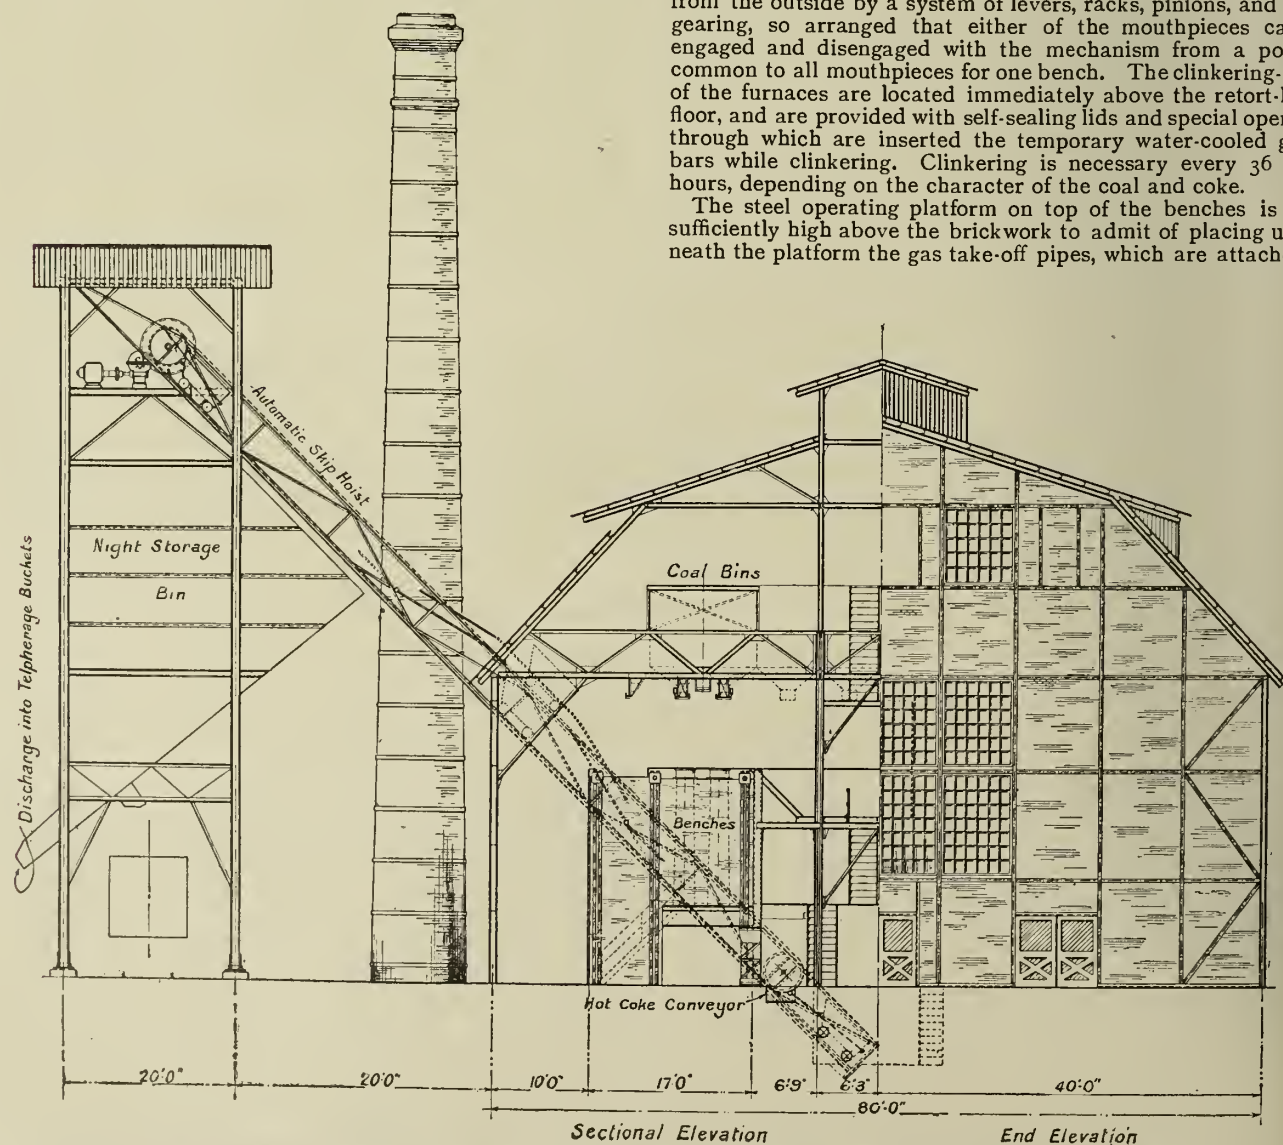 from the outside by a system of levers, racks, pinions, and
gearing, so arranged that either of the mouthpieces
engaged and disengaged with the mechanism from a
common to all mouthpieces for one bench. The clinkering-
of the furnaces are located immediately above the retort-
floor, and are provided with self-sealing lids and special
through which are inserted the temporary water-cooled
bars while clinkering. Clinkering is necessary every 36
hours, depending on the character of the coal and coke.
The steel operating platform on top of the benches is
sufficiently high above the brickwork to admit of placing
neath the platform the gas take-off pipes, which are attach
Automatic Skip Hoist
Night Storage
Bin
Discharge into Telpherage Buckets
Coal Bins
Benches
Hot Coke Conveyor
20'0"
20'0"
10'0"
17'0"
6'9"
6'3"
40'0"
80'0"
Sectional Elevation
End Elevation